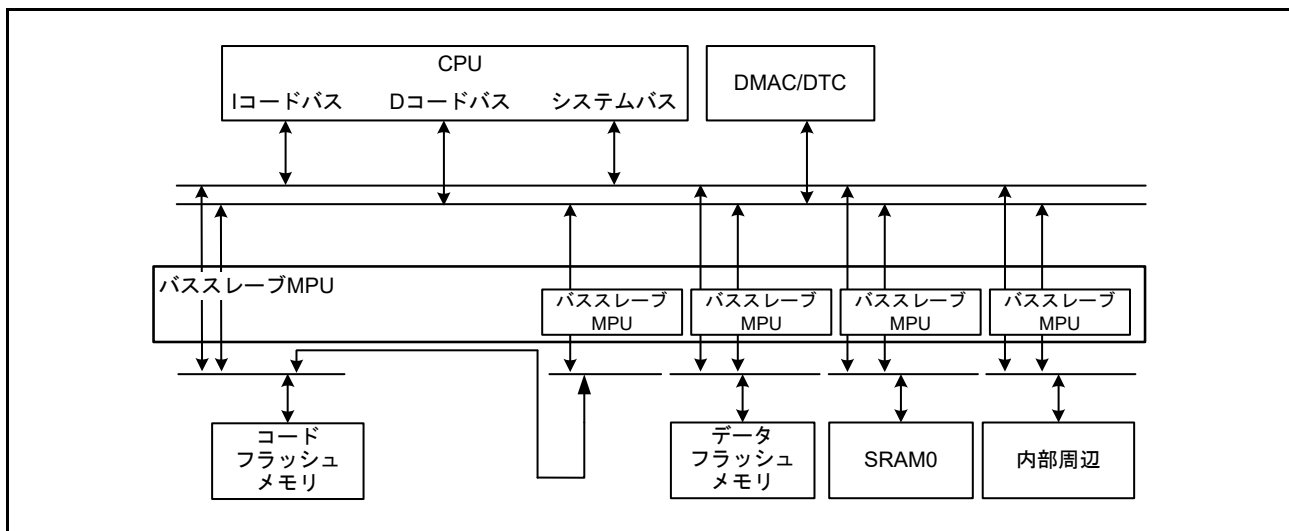 CPU
Iコードバス
Dコードバス
システムバス
DMAC/DTC
バススレーブMPU
バススレーブ
MPU
バススレーブ
MPU
バススレーブ
MPU
バススレーブ
MPU
コード
フラッシュ
メモリ
データ
フラッシュ
メモリ
SRAM0
内部周辺